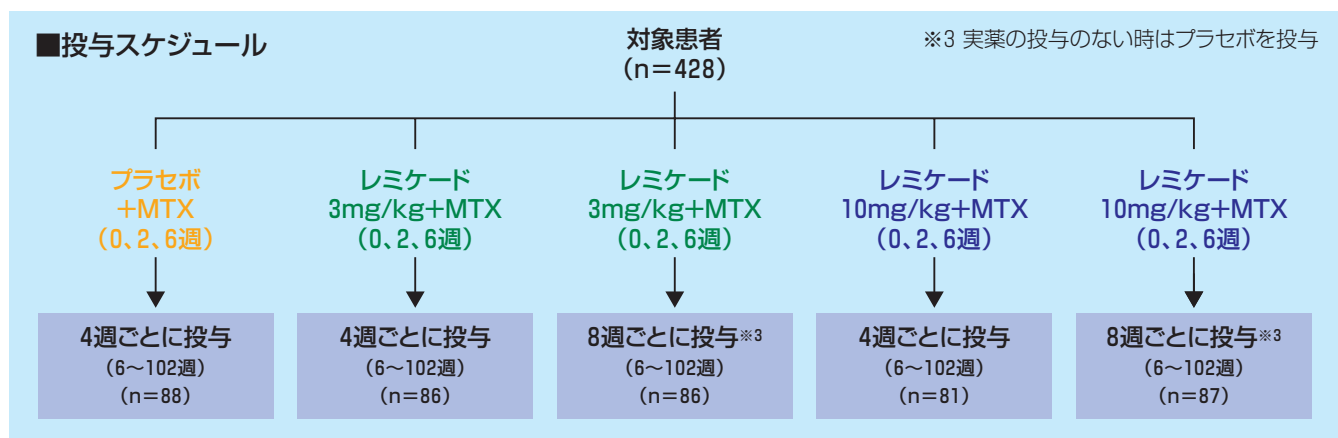 ■投与スケジュール
対象患者
（n＝428）
※3 実薬の投与のない時はプラセボを投与
プラセボ
＋MTX
（0、2、6週）
レミケード
3mg/kg+MTX
（0、2、6週）
レミケード
3mg/kg+MTX
（0、2、6週）
レミケード
10mg/kg+MTX
（0、2、6週）
レミケード
10mg/kg+MTX
（0、2、6週）
4週ごとに投与
（6〜102週）
（n＝88）
4週ごとに投与
（6〜102週）
（n＝86）
8週ごとに投与※3
（6〜102週）
（n＝86）
4週ごとに投与
（6〜102週）
（n＝81）
8週ごとに投与※3
（6〜102週）
（n＝87）